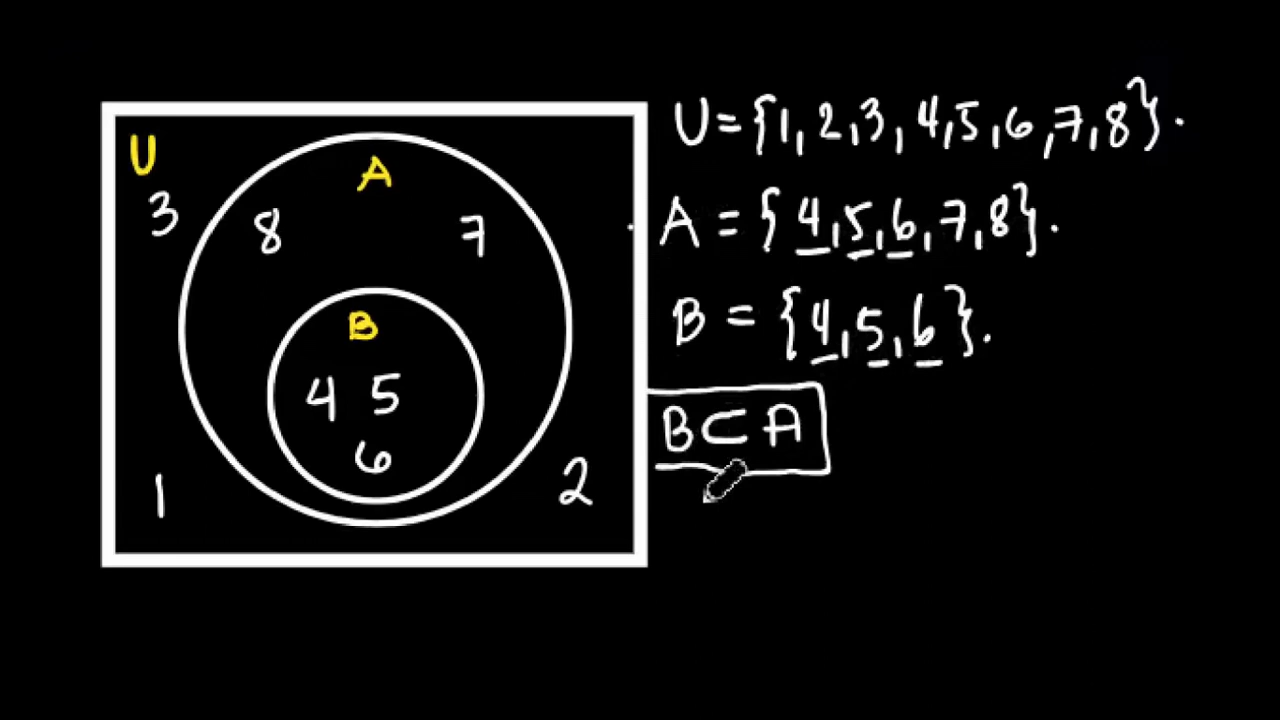 U
A
3
8
7
B
4 5
6
1
2
U={1,2,3,4,5,6,7,8}.
A={4,5,6,7,8}.
B={4,5,6}.
B⊂A